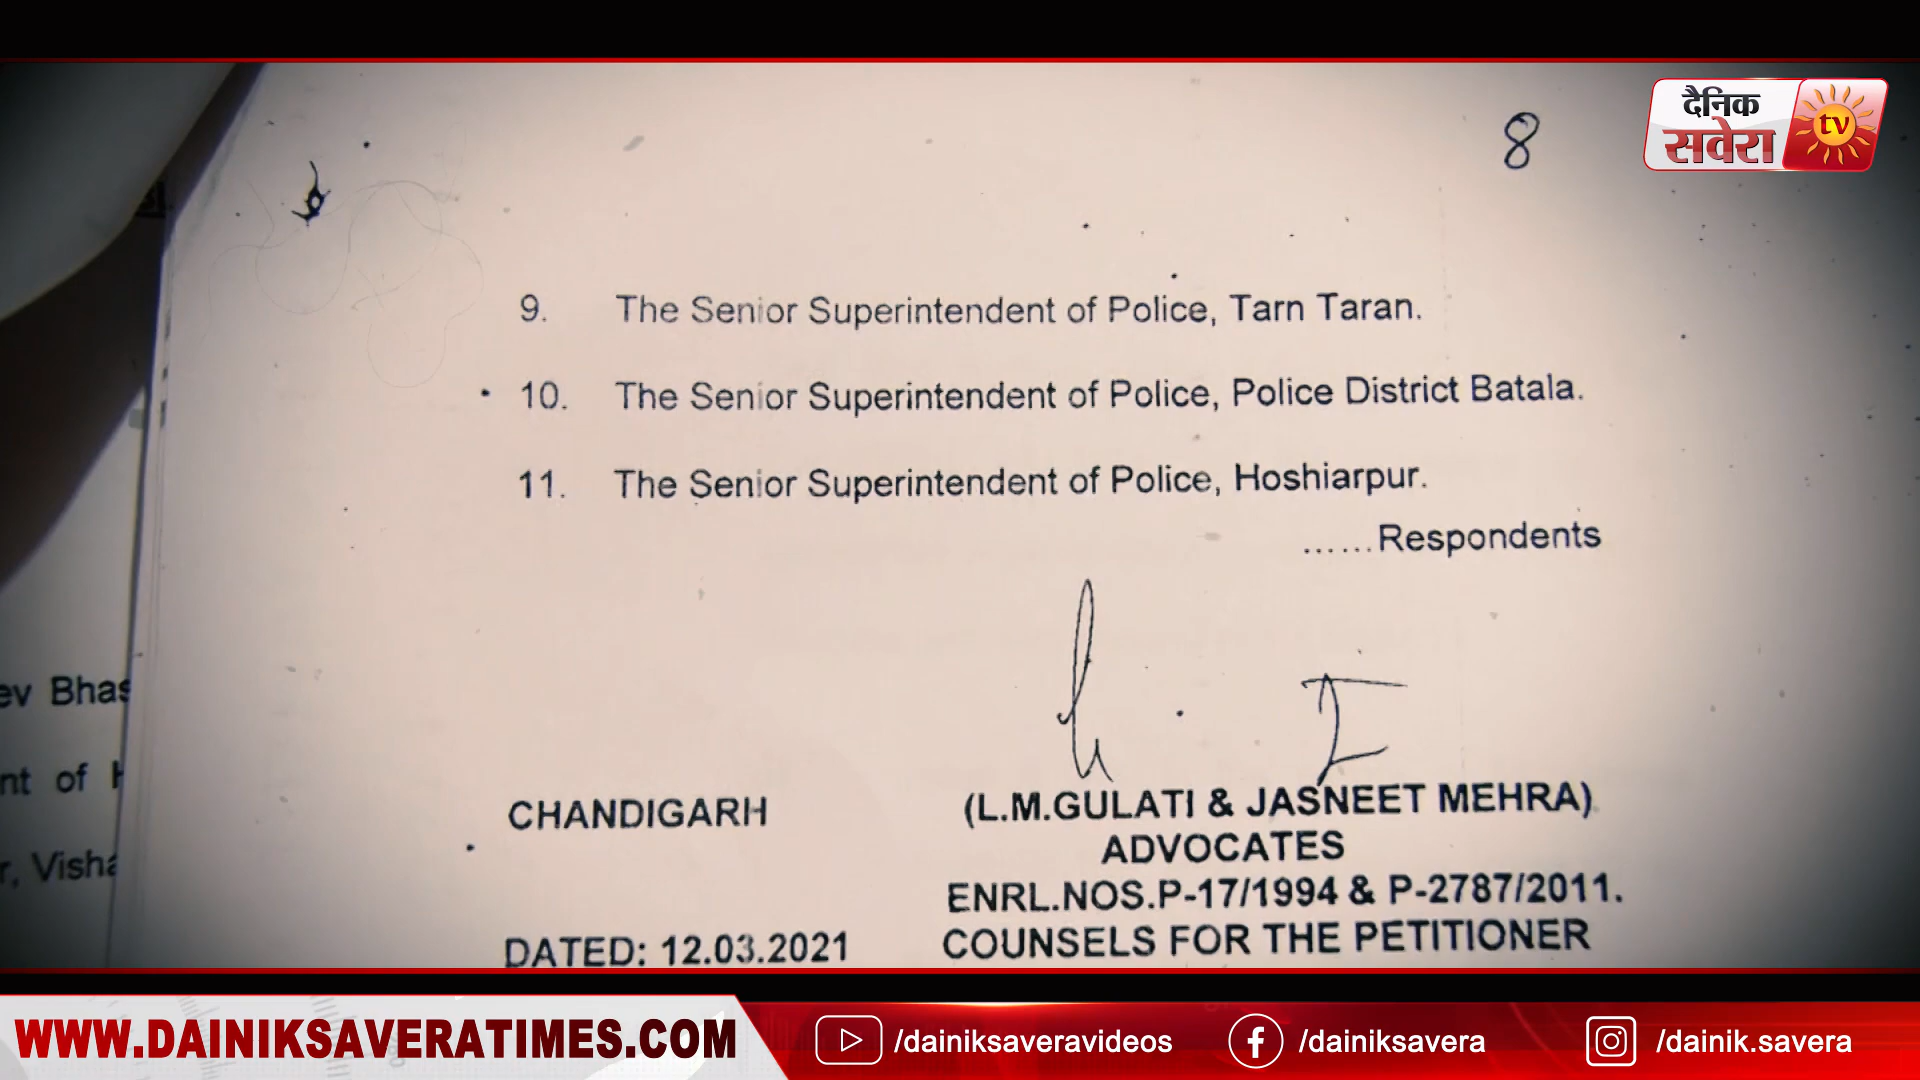 दैनिक
सवेरा
tv
8
9. The Senior Superintendent of Police, Tarn Taran.
10. The Senior Superintendent of Police, Police District Batala.
11. The Senior Superintendent of Police, Hoshiarpur.
......Respondents
ev Bhas
nt of H
r, Visha
CHANDIGARH (L.M.GULATI & JASNEET MEHRA)
ADVOCATES
ENRL.NOS.P-17/1994 & P-2787/2011.
DATED: 12.03.2021 COUNSELS FOR THE PETITIONER
WWW.DAINIKSAVERATIMES.COM /dainiksaveravideos /dainiksavera /dainik.savera